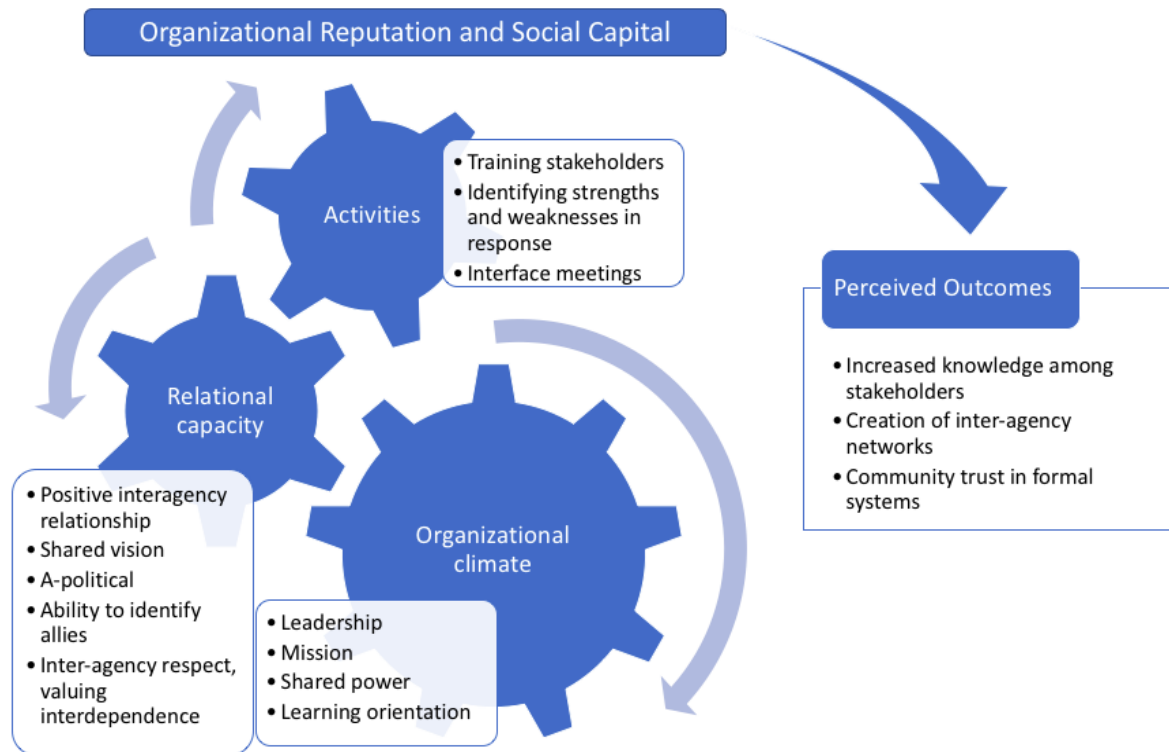 Organizational Reputation and Social Capital
Activities
• Training stakeholders
• Identifying strengths
and weaknesses in
response
• Interface meetings
Relational
capacity
• Positive interagency
relationship
• Shared vision
• A-political
• Ability to identify
allies
• Inter-agency respect,
valuing
interdependence
Organizational
climate
• Leadership
• Mission
• Shared power
• Learning orientation
Perceived Outcomes
• Increased knowledge among
stakeholders
• Creation of inter-agency
networks
• Community trust in formal
systems